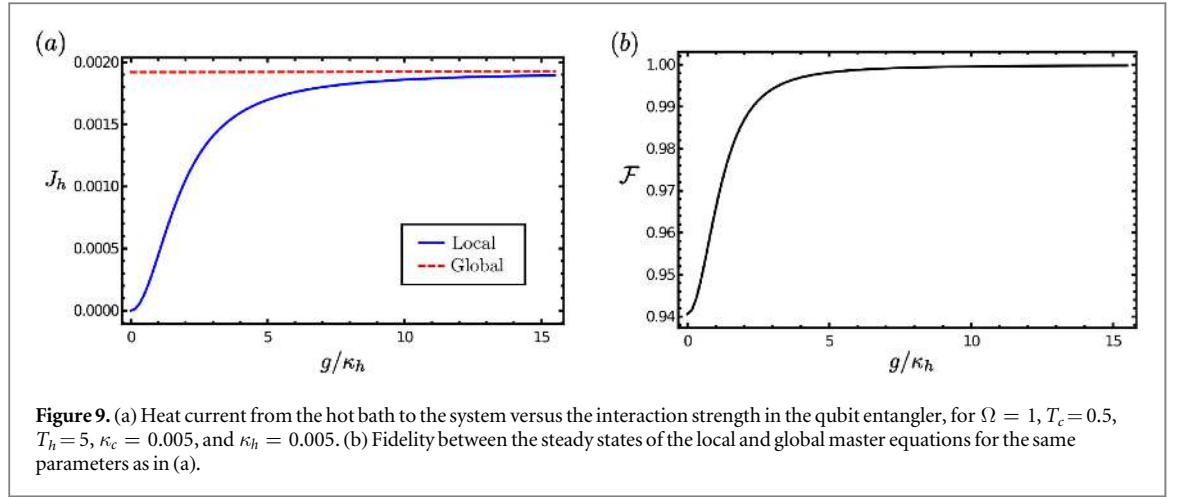 (a)
0.0020
0.0015
J_h 0.0010
0.0005
0.0000
Local
Global
0 5 10 15
g/κ_h
(b)
1.00
0.99
0.98
F 0.97
0.96
0.95
0.94
0 5 10 15
g/κ_h
Figure 9. (a) Heat current from the hot bath to the system versus the interaction strength in the qubit entangler, for Ω = 1, T_c = 0.5,
T_h = 5, κ_c = 0.005, and κ_h = 0.005. (b) Fidelity between the steady states of the local and global master equations for the same
parameters as in (a).